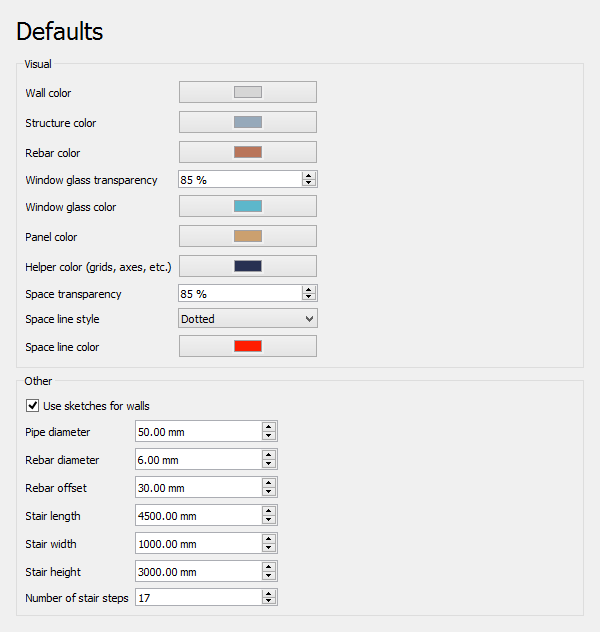 Defaults
Visual
Wall color
Structure color
Rebar color
Window glass transparency 85 %
Window glass color
Panel color
Helper color (grids, axes, etc.)
Space transparency 85 %
Space line style Dotted
Space line color
Other
Use sketches for walls
Pipe diameter 50.00 mm
Rebar diameter 6.00 mm
Rebar offset 30.00 mm
Stair length 4500.00 mm
Stair width 1000.00 mm
Stair height 3000.00 mm
Number of stair steps 17